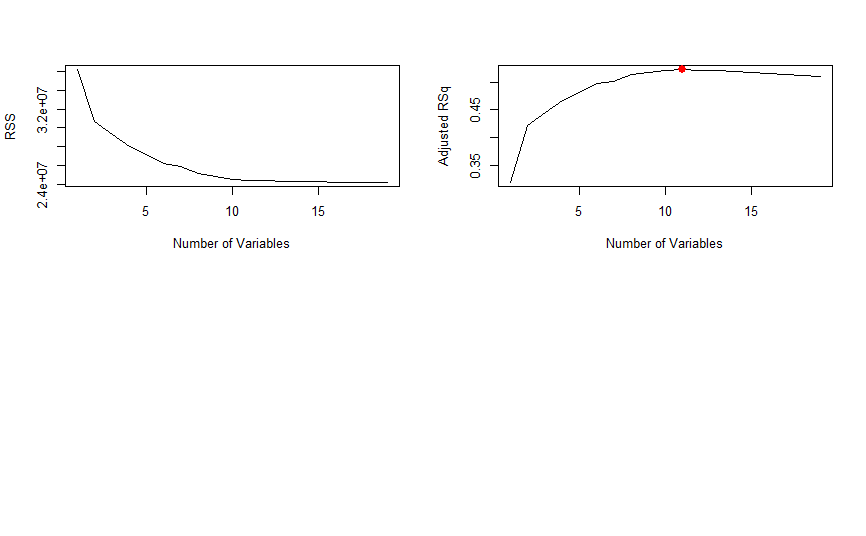 RSS
3.2e+07
2.4e+07
5 10 15
Number of Variables
Adjusted RSq
0.45
0.35
5 10 15
Number of Variables